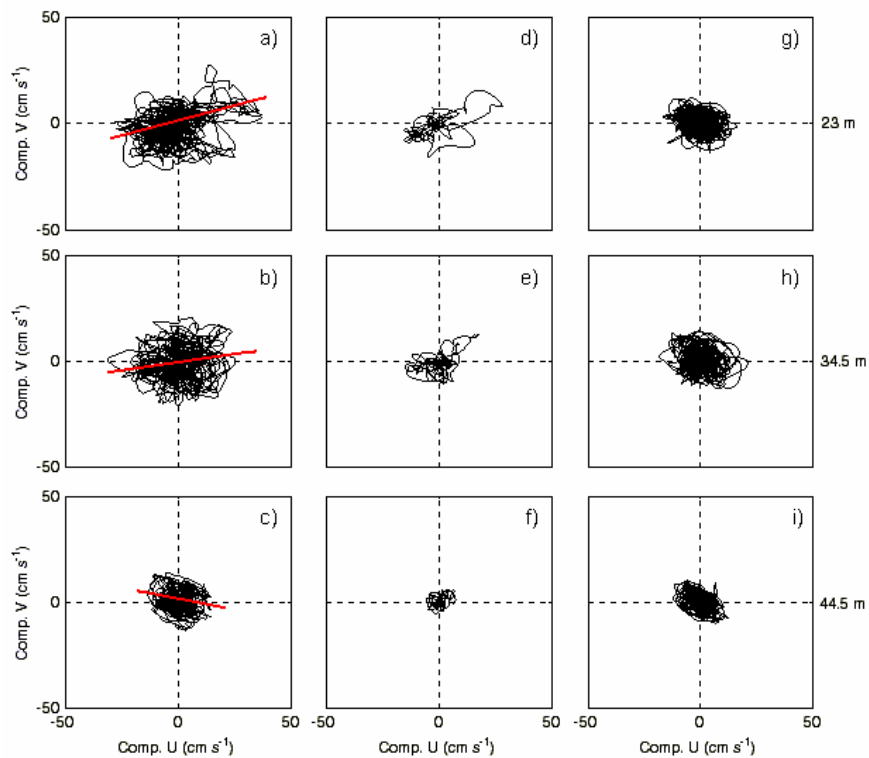 50
a)
d)
g)
Comp. V (cm s-1)
0
23 m
-50
50
b)
e)
h)
Comp. V (cm s-1)
0
34.5 m
-50
50
c)
f)
i)
Comp. V (cm s-1)
0
44.5 m
-50
-50 0 50 0 50 0 50
Comp. U (cm s-1) Comp. U (cm s-1) Comp. U (cm s-1)